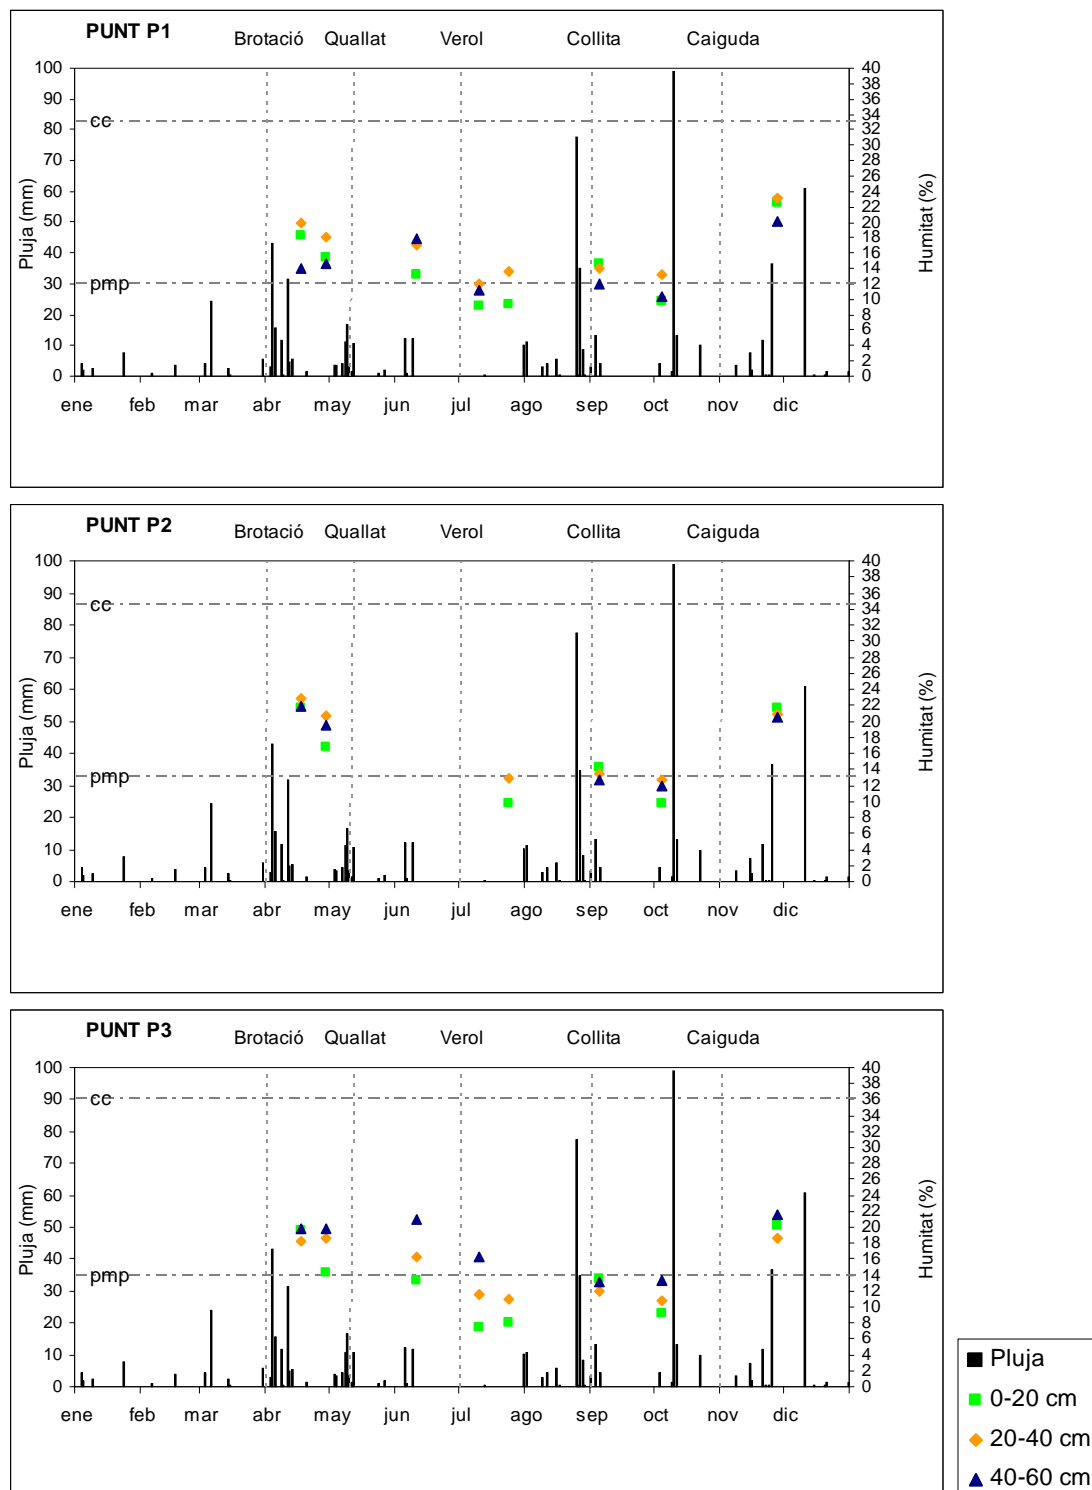 PUNT P1
Brotació Quallat Verol Collita Caiguda
100 40
90 38
80 36
70 34
60 32
50 30
40 28
30 26
20 24
10 22
0 20
18
16
14
12
10
8
6
4
2
0
cc
pmp
Pluja (mm)
Humitat (%)
ene feb mar abr may jun jul ago sep oct nov dic
PUNT P2
Brotació Quallat Verol Collita Caiguda
100 40
90 38
80 36
70 34
60 32
50 30
40 28
30 26
20 24
10 22
0 20
18
16
14
12
10
8
6
4
2
0
cc
pmp
Pluja (mm)
Humitat (%)
ene feb mar abr may jun jul ago sep oct nov dic
PUNT P3
Brotació Quallat Verol Collita Caiguda
100 40
90 38
80 36
70 34
60 32
50 30
40 28
30 26
20 24
10 22
0 20
18
16
14
12
10
8
6
4
2
0
cc
pmp
Pluja (mm)
Humitat (%)
ene feb mar abr may jun jul ago sep oct nov dic
Pluja
0-20 cm
20-40 cm
40-60 cm